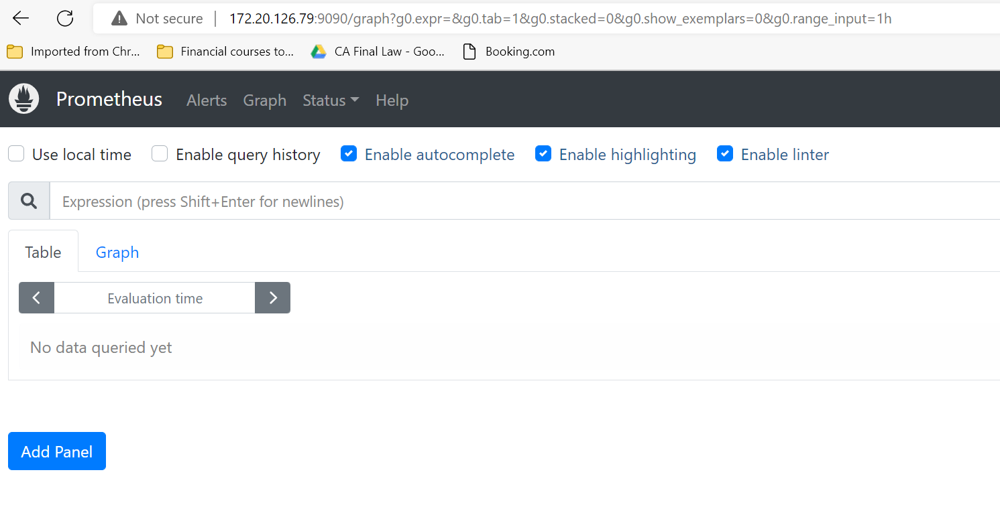 Not secure 172.20.126.79:9090/graph?g0.expr=&g0.tab=1&g0.stacked=0&g0.show_exemplars=0&g0.range_input=1h
Imported from Chr... Financial courses to... CA Final Law - Goo... Booking.com
Prometheus Alerts Graph Status Help
Use local time Enable query history Enable autocomplete Enable highlighting Enable linter
Expression (press Shift+Enter for newlines)
Table Graph
Evaluation time
No data queried yet
Add Panel